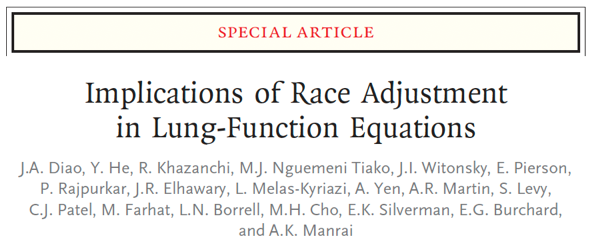 SPECIAL ARTICLE
Implications of Race Adjustment
in Lung-Function Equations
J.A. Diao, Y. He, R. Khazanchi, M.J. Nguemeni Tiako, J.I. Witonsky, E. Pierson,
P. Rajpurkar, J.R. Elhawary, L. Melas-Kyriazi, A. Yen, A.R. Martin, S. Levy,
C.J. Patel, M. Farhat, L.N. Borrell, M.H. Cho, E.K. Silverman, E.G. Burchard,
and A.K. Manrai